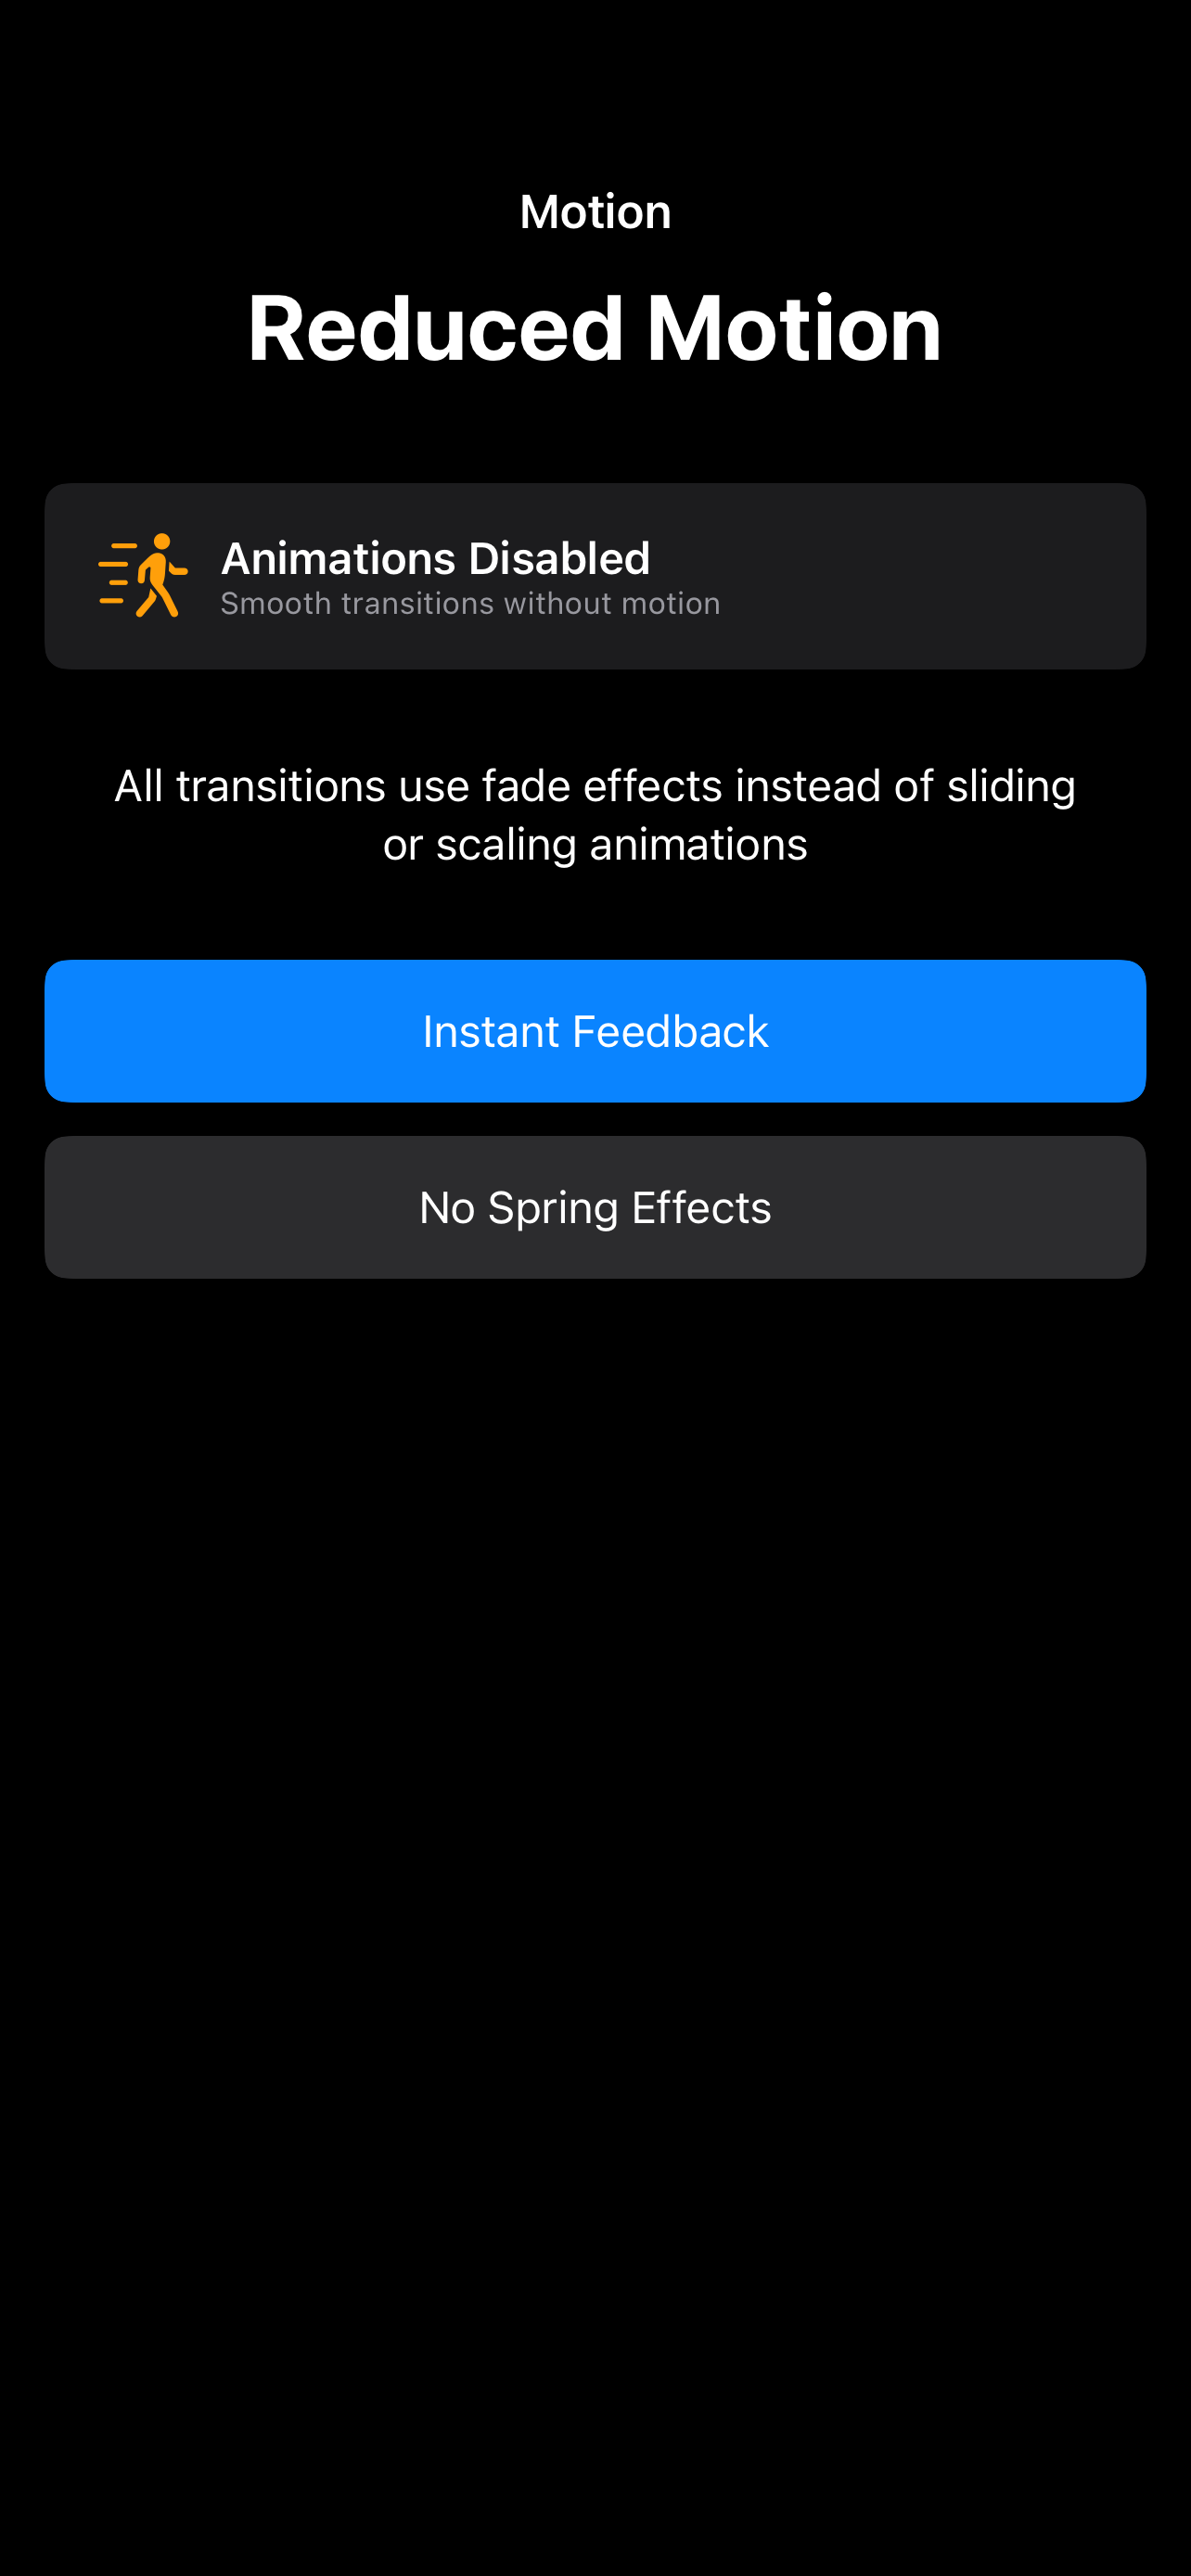 Motion
Reduced Motion
Animations Disabled
Smooth transitions without motion
All transitions use fade effects instead of sliding
or scaling animations
Instant Feedback
No Spring Effects